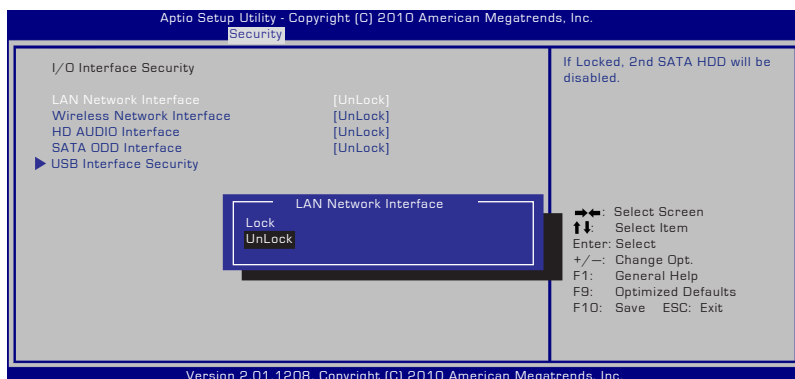 Aptio Setup Utility - Copyright (C) 2010 American Megatrends, Inc.
Security
I/O Interface Security
LAN Network Interface [UnLock]
Wireless Network Interface [UnLock]
HD AUDIO Interface [UnLock]
SATA ODD Interface [UnLock]
USB Interface Security
If Locked, 2nd SATA HDD will be
disabled.
LAN Network Interface
Lock
UnLock
→←: Select Screen
↑↓: Select Item
Enter: Select
+/—: Change Opt.
F1: General Help
F9: Optimized Defaults
F10: Save ESC: Exit
Version 2.01.1208. Copyright (C) 2010 American Megatrends, Inc.